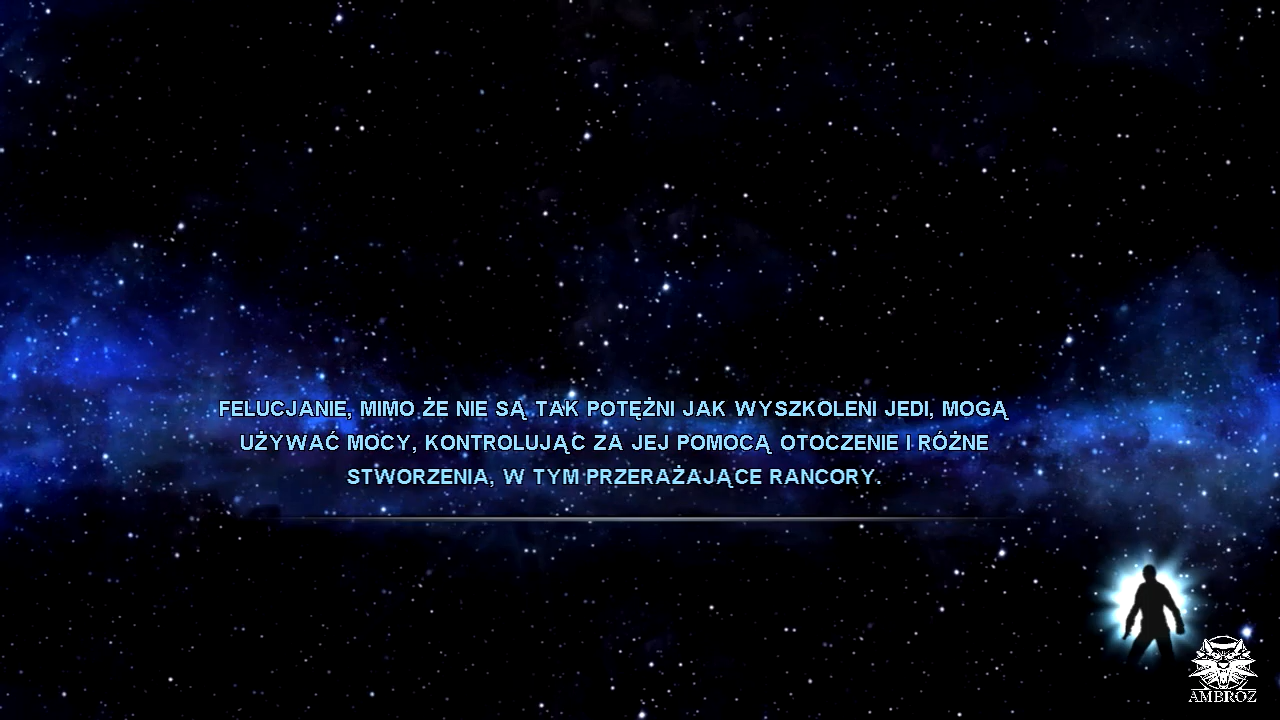 FELUCJANIE, MIMO ŻE NIE SĄ TAK POTĘŻNI JAK WYSZKOLENI JEDI, MOGĄ
UŻYWAĆ MOCY, KONTROLUJĄC ZA JEJ POMOCĄ OTOCZENIE I RÓŻNE
STWORZENIA, W TYM PRZERAŻAJĄCE RANCORY.
AMBROZ